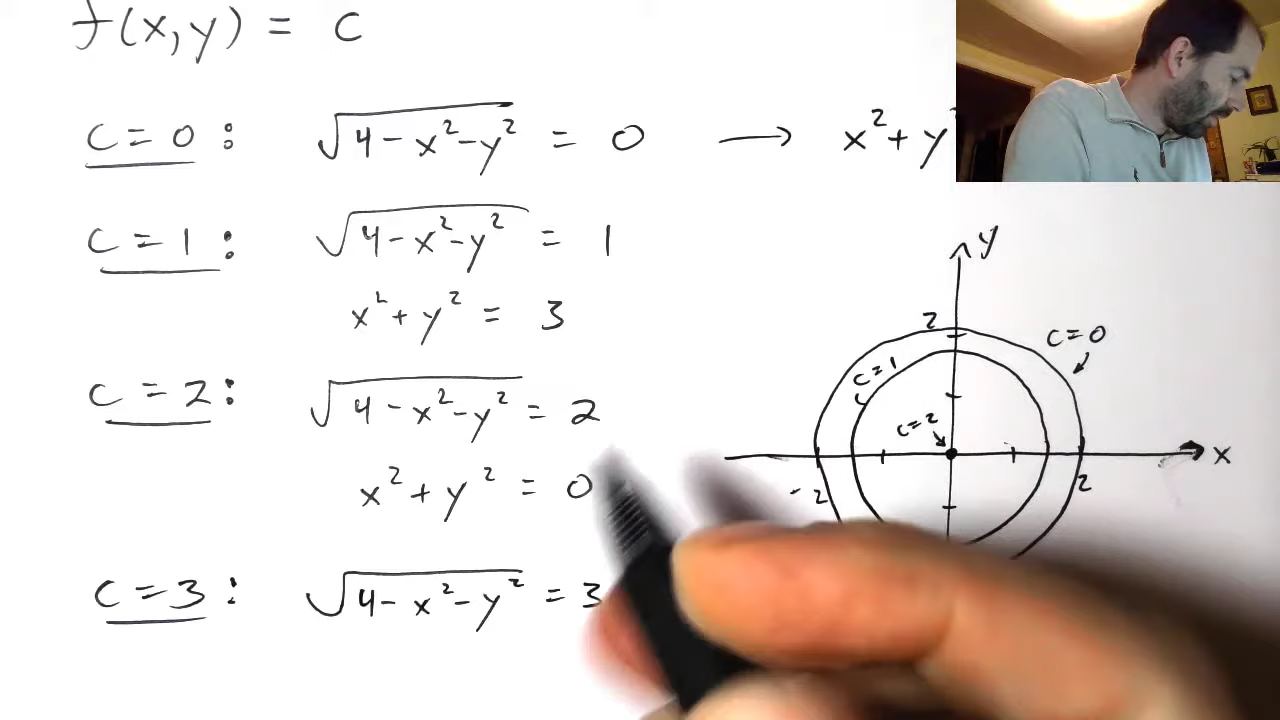 f(x,y) = c
c=0: √(4-x²-y²) = 0 → x²+y
c=1: √(4-x²-y²) = 1
x²+y² = 3
c=2: √(4-x²-y²) = 2
x²+y² = 0
c=3: √(4-x²-y²) = 3
y
2
c=0
c=1
c=2
x
-2
2